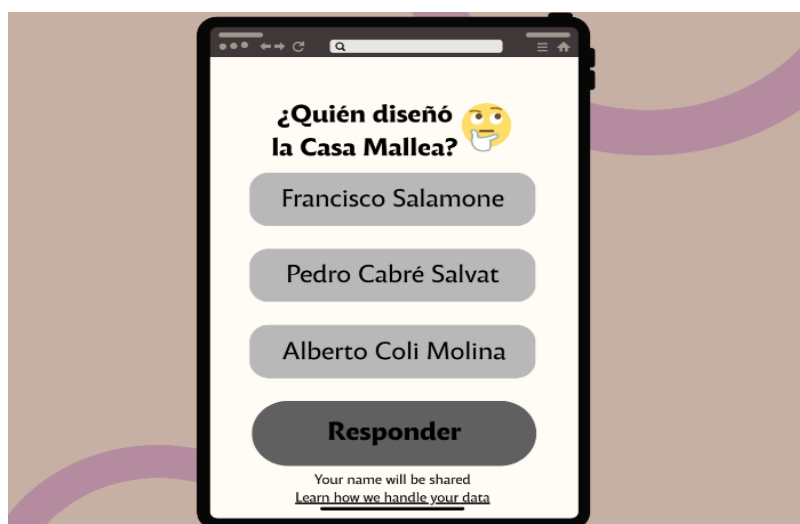 ¿Quién diseñó
la Casa Mallea?
Francisco Salamone
Pedro Cabré Salvat
Alberto Coli Molina
Responder
Your name will be shared
Learn how we handle your data